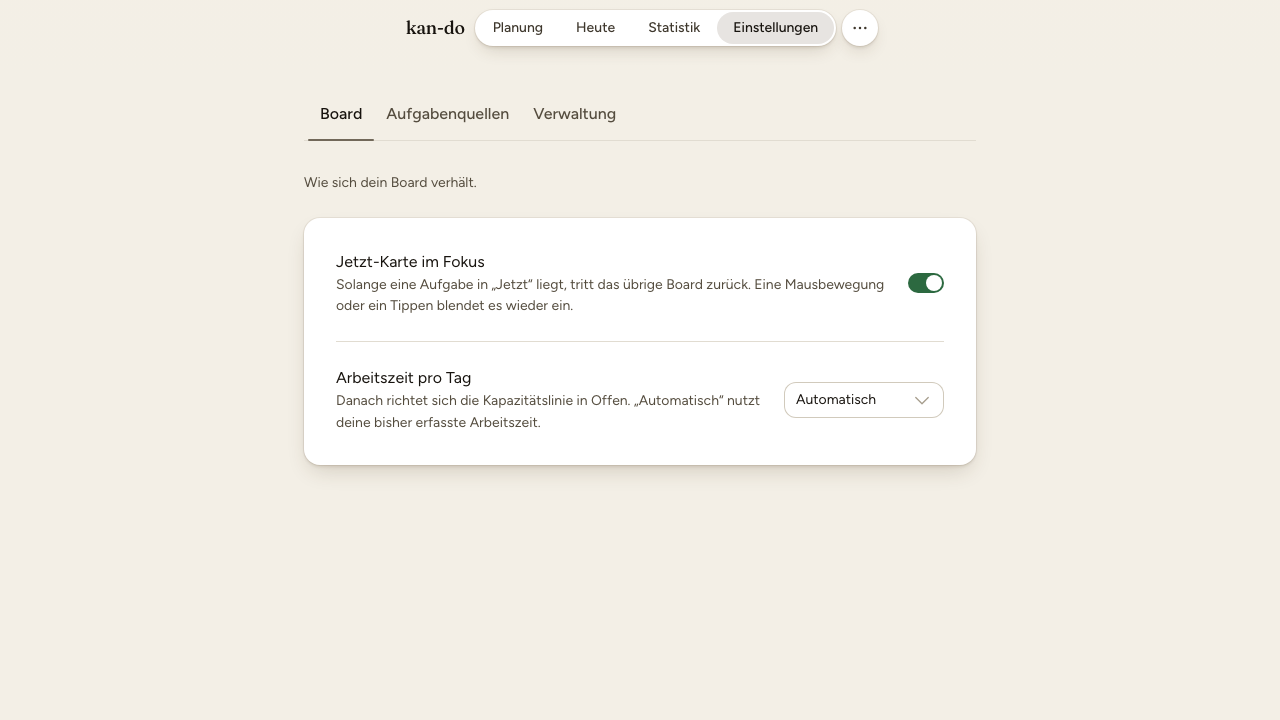 kan-do
Planung
Heute
Statistik
Einstellungen
Board
Aufgabenquellen
Verwaltung
Wie sich dein Board verhält.
Jetzt-Karte im Fokus
Solange eine Aufgabe in „Jetzt“ liegt, tritt das übrige Board zurück. Eine Mausbewegung
oder ein Tippen blendet es wieder ein.
Arbeitszeit pro Tag
Danach richtet sich die Kapazitätslinie in Offen. „Automatisch“ nutzt
deine bisher erfasste Arbeitszeit.
Automatisch